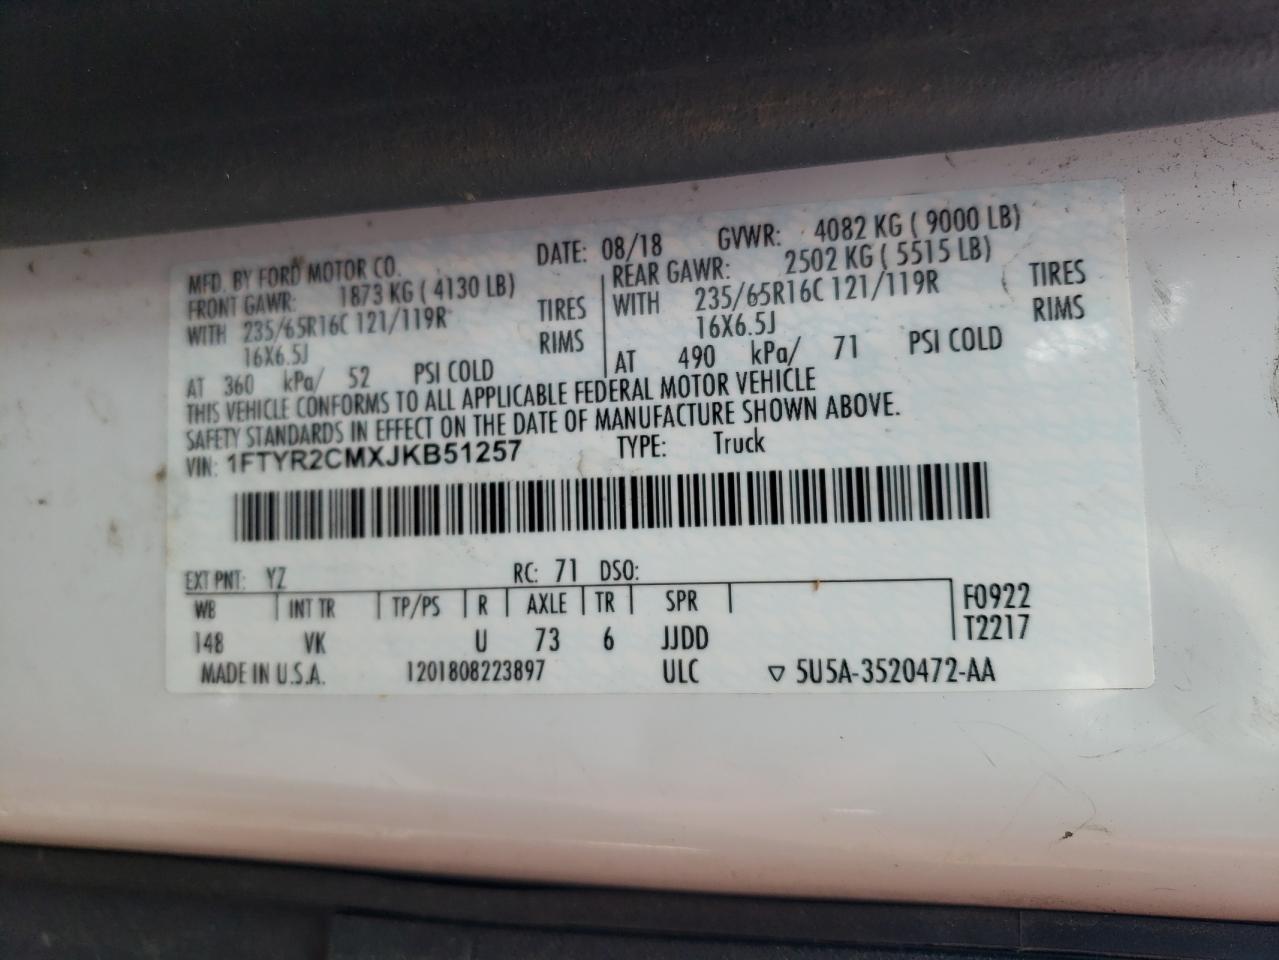 MFD. BY FORD MOTOR CO. DATE: 08/18 GVWR: 4082 KG ( 9000 LB)
FRONT GAWR: 1873 KG ( 4130 LB) REAR GAWR: 2502 KG ( 5515 LB)
WITH 235/65R16C 121/119R TIRES WITH 235/65R16C 121/119R TIRES
16X6.5J RIMS 16X6.5J RIMS
AT 360 kPa/ 52 PSI COLD AT 490 kPa/ 71 PSI COLD
THIS VEHICLE CONFORMS TO ALL APPLICABLE FEDERAL MOTOR VEHICLE
SAFETY STANDARDS IN EFFECT ON THE DATE OF MANUFACTURE SHOWN ABOVE.
VIN: 1FTYR2CMXJKB51257 TYPE: Truck
EXT PNT: YZ RC: 71 DSO:
WB INT TR TP/PS R AXLE TR SPR F0922
148 VK U 73 6 JJDD T2217
MADE IN U.S.A. 1201808223897 ULC ▽ 5U5A-3520472-AA